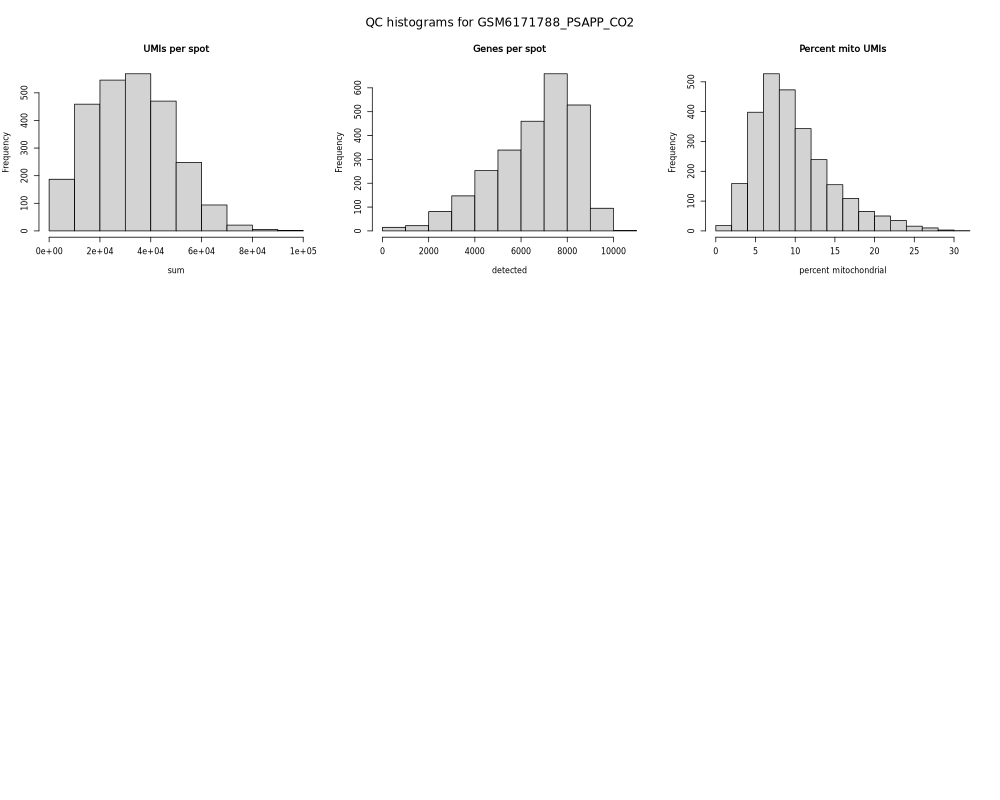 QC histograms for GSM6171788_PSAPP_CO2
UMIs per spot
Frequency
0 100 200 300 400 500
0e+00 2e+04 4e+04 6e+04 8e+04 1e+05
sum
Genes per spot
Frequency
0 100 200 300 400 500 600
0 2000 4000 6000 8000 10000
detected
Percent mito UMIs
Frequency
0 100 200 300 400 500
0 5 10 15 20 25 30
percent mitochondrial